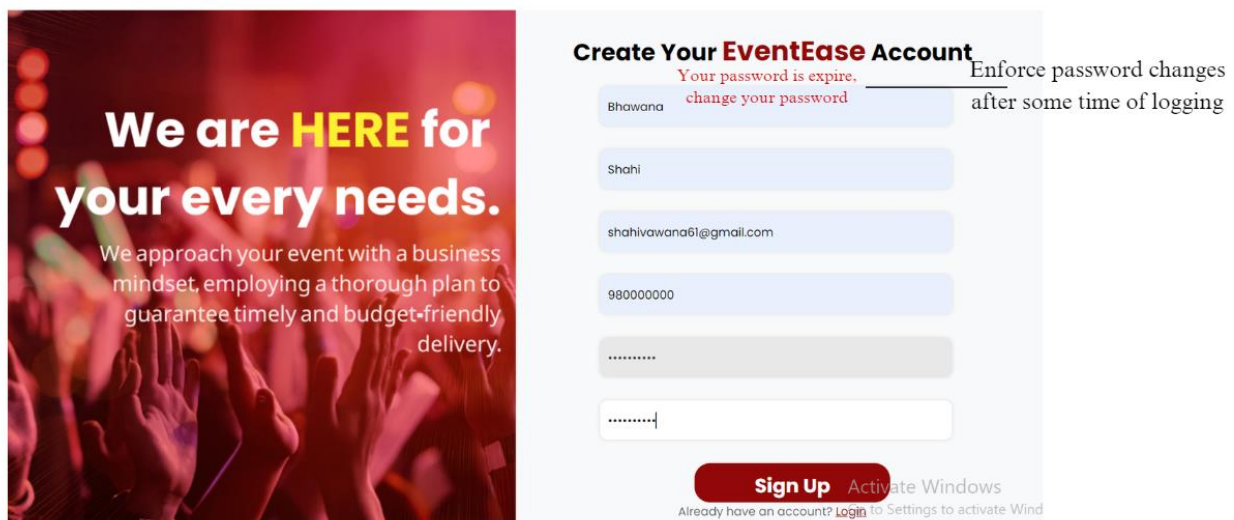 We are HERE for
your every needs.
We approach your event with a business
mindset, employing a thorough plan to
guarantee timely and budget-friendly
delivery.
Create Your EventEase Account
Your password is expire,
change your password
Enforce password changes
after some time of logging
Bhawana
Shahi
shahivawana61@gmail.com
980000000
••••••••••
••••••••••
Sign Up
Already have an account? Login
Activate Windows
to Settings to activate Wind